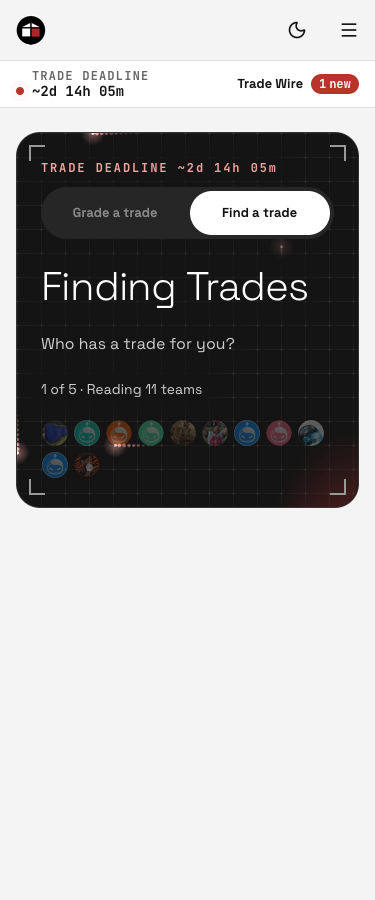 TRADE DEADLINE
~2d 14h 05m
Trade Wire
1 new
TRADE DEADLINE ~2d 14h 05m
Grade a trade
Find a trade
Finding Trades
Who has a trade for you?
1 of 5 · Reading 11 teams